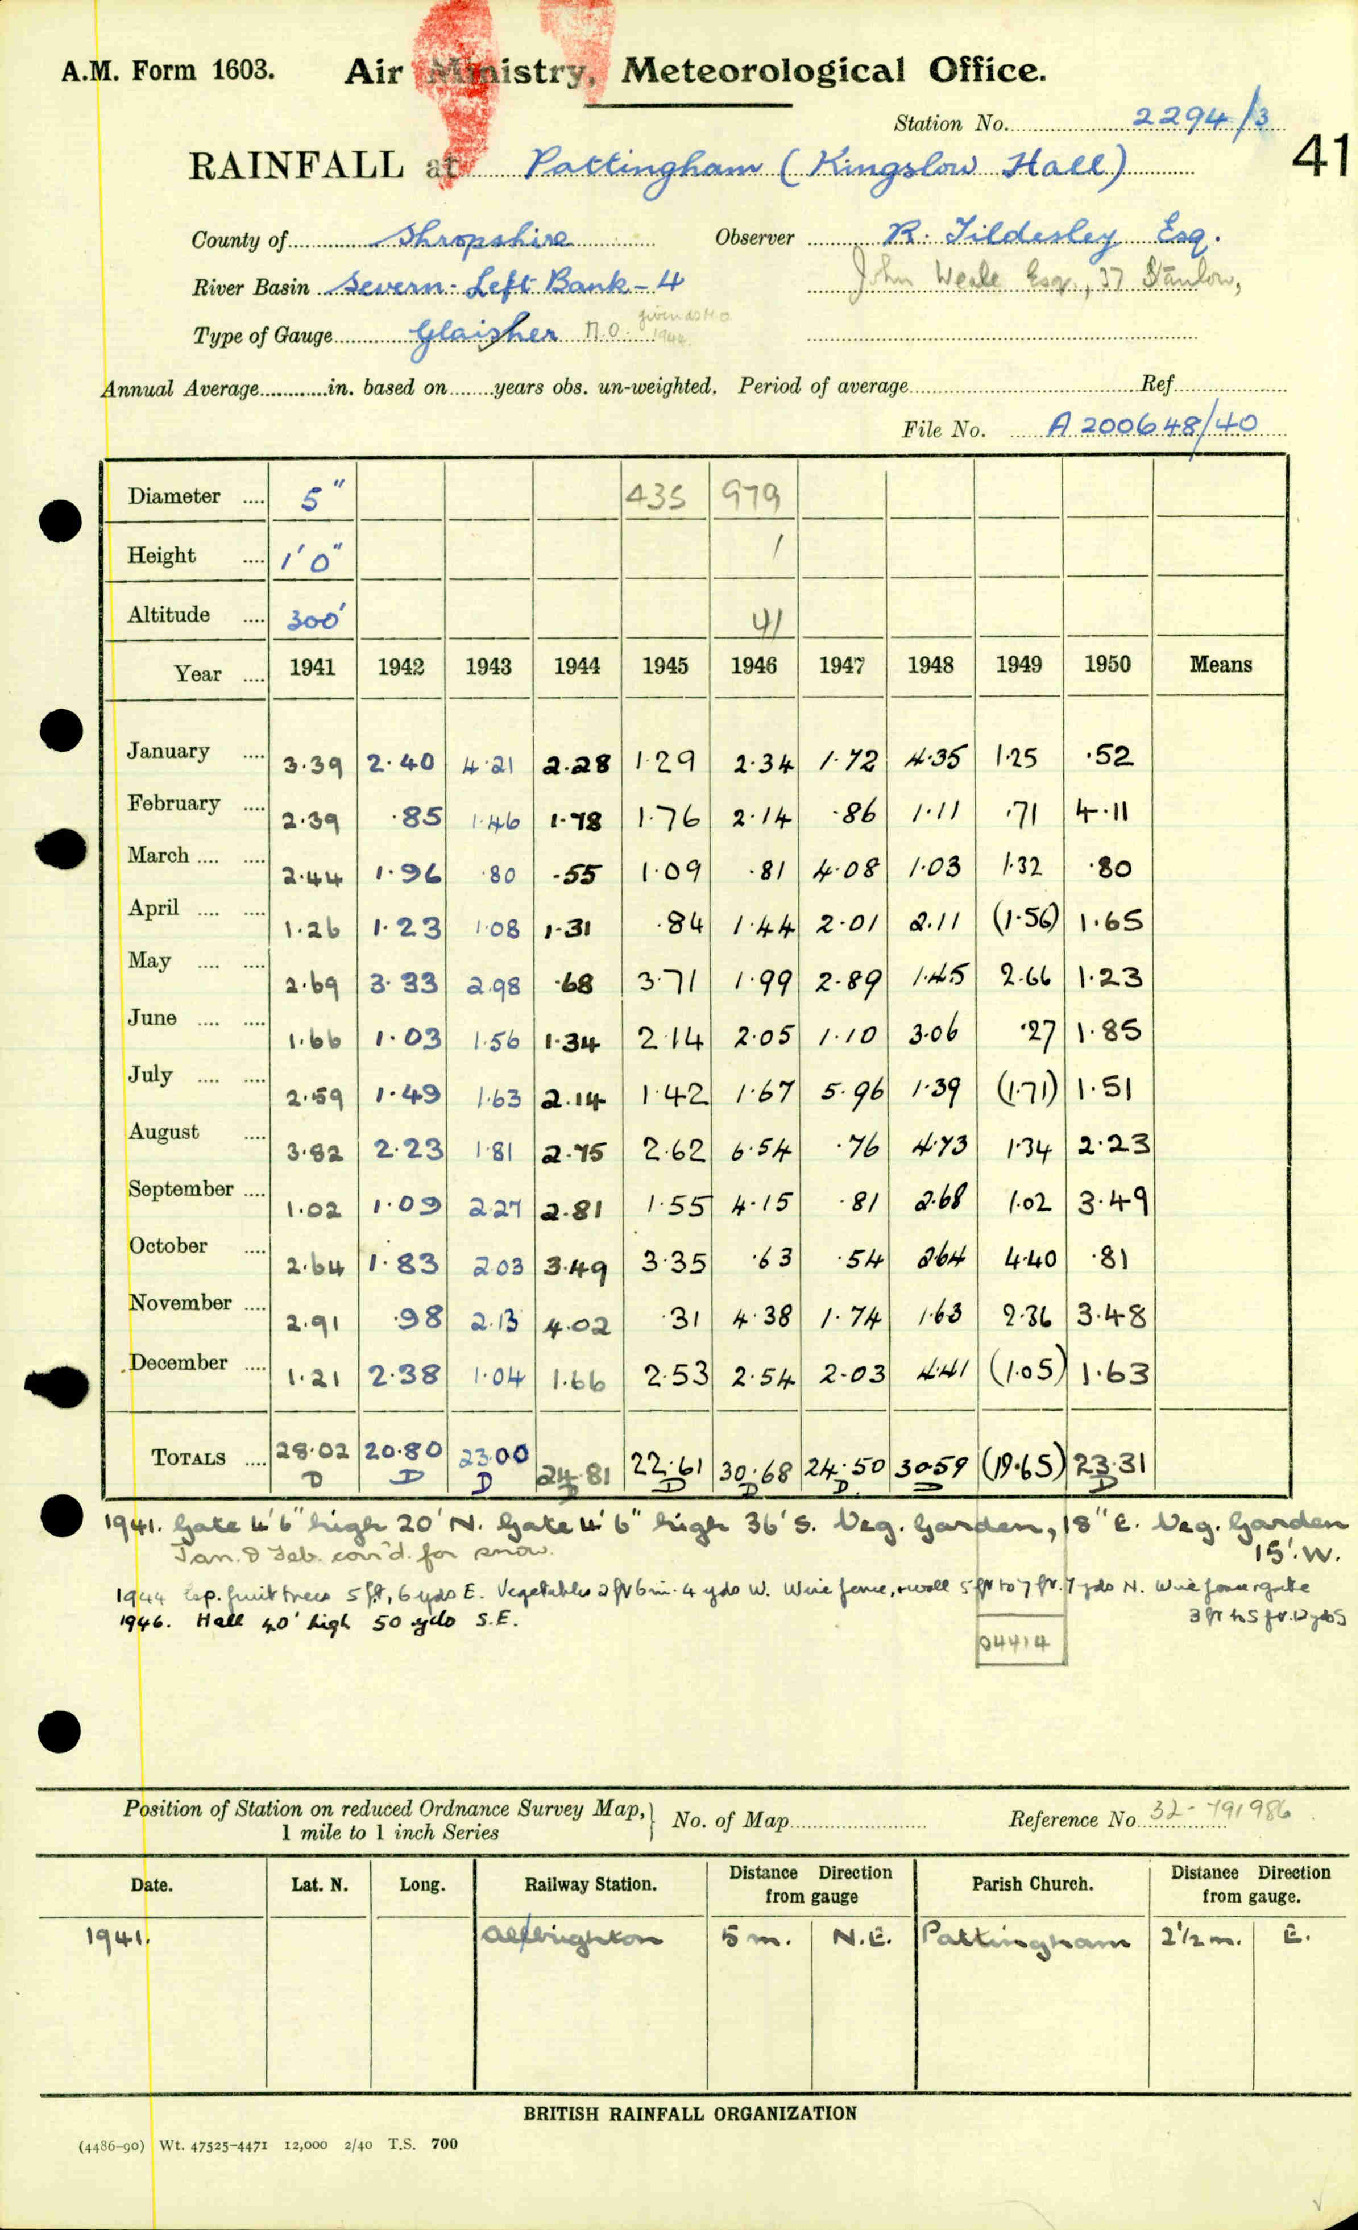 A.M. Form 1603. Air Ministry, Meteorological Office.
Station No. 2294/3
41
RAINFALL at Pattingham (Kingslow Hall)
County of Shropshire Observer R. Tildesley Esq.
River Basin Severn-Left Bank-4 John Weale Esq., 37 Stanlow,
Type of Gauge Glaisher M.O. given as M.O. 1942
Annual Average in. based on years obs. un-weighted. Period of average Ref
File No. A 200648/40
Diameter .... 5" 435 979
Height .... 1'0" 1
Altitude .... 300' 41
Year .... 1941 1942 1943 1944 1945 1946 1947 1948 1949 1950 Means
January .... 3.39 2.40 4.21 2.28 1.29 2.34 1.72 4.35 1.25 .52
February .... 2.39 .85 1.46 1.78 1.76 2.14 .86 1.11 .71 4.11
March .... .... 2.44 1.96 .80 .55 1.09 .81 4.08 1.03 1.32 .80
April .... .... 1.26 1.23 1.08 1.31 .84 1.44 2.01 2.11 (1.56) 1.65
May .... .... 2.69 3.33 2.98 .68 3.71 1.99 2.89 1.45 2.66 1.23
June .... .... 1.66 1.03 1.56 1.34 2.14 2.05 1.10 3.06 .27 1.85
July .... .... 2.59 1.49 1.63 2.14 1.42 1.67 5.96 1.39 (1.71) 1.51
August .... 3.82 2.23 1.81 2.75 2.62 6.54 .76 4.73 1.34 2.23
September .... 1.02 1.09 2.27 2.81 1.55 4.15 .81 2.68 1.02 3.49
October .... 2.64 1.83 2.03 3.49 3.35 .63 .54 2.64 4.40 .81
November .... 2.91 .98 2.13 4.02 .31 4.38 1.74 1.63 2.36 3.48
December .... 1.21 2.38 1.04 1.66 2.53 2.54 2.03 4.41 (1.05) 1.63
TOTALS .... 28.02 20.80 23.00 24.81 22.61 30.68 24.50 30.59 (19.65) 23.31
D D D D D D D D D
1941. Gate 4'6" high 20' N. Gate 4'6" high 36' S. Veg. Garden, 18" E. Veg. Garden
15'. W.
Jan. & Feb. corr'd. for snow.
1944 Esp. fruit trees 5 ft, 6 yds E. Vegetables 2 ft 6 in. 4 yds W. Wire fence, + wall 5 ft to 7 ft. 7 yds N. Wire fence + gate
3 ft to 5 ft. 12 yds S
1946. Hall 40' high 50 yds S.E.
04414
Position of Station on reduced Ordnance Survey Map, 1 mile to 1 inch Series } No. of Map Reference No 32-791986
Date. Lat. N. Long. Railway Station. Distance Direction from gauge Parish Church. Distance Direction from gauge.
1941. Albrighton 5 m. N.E. Pattingham 2½ m. E.
BRITISH RAINFALL ORGANIZATION
(4486-90) Wt. 47525-4471 12,000 2/40 T.S. 700